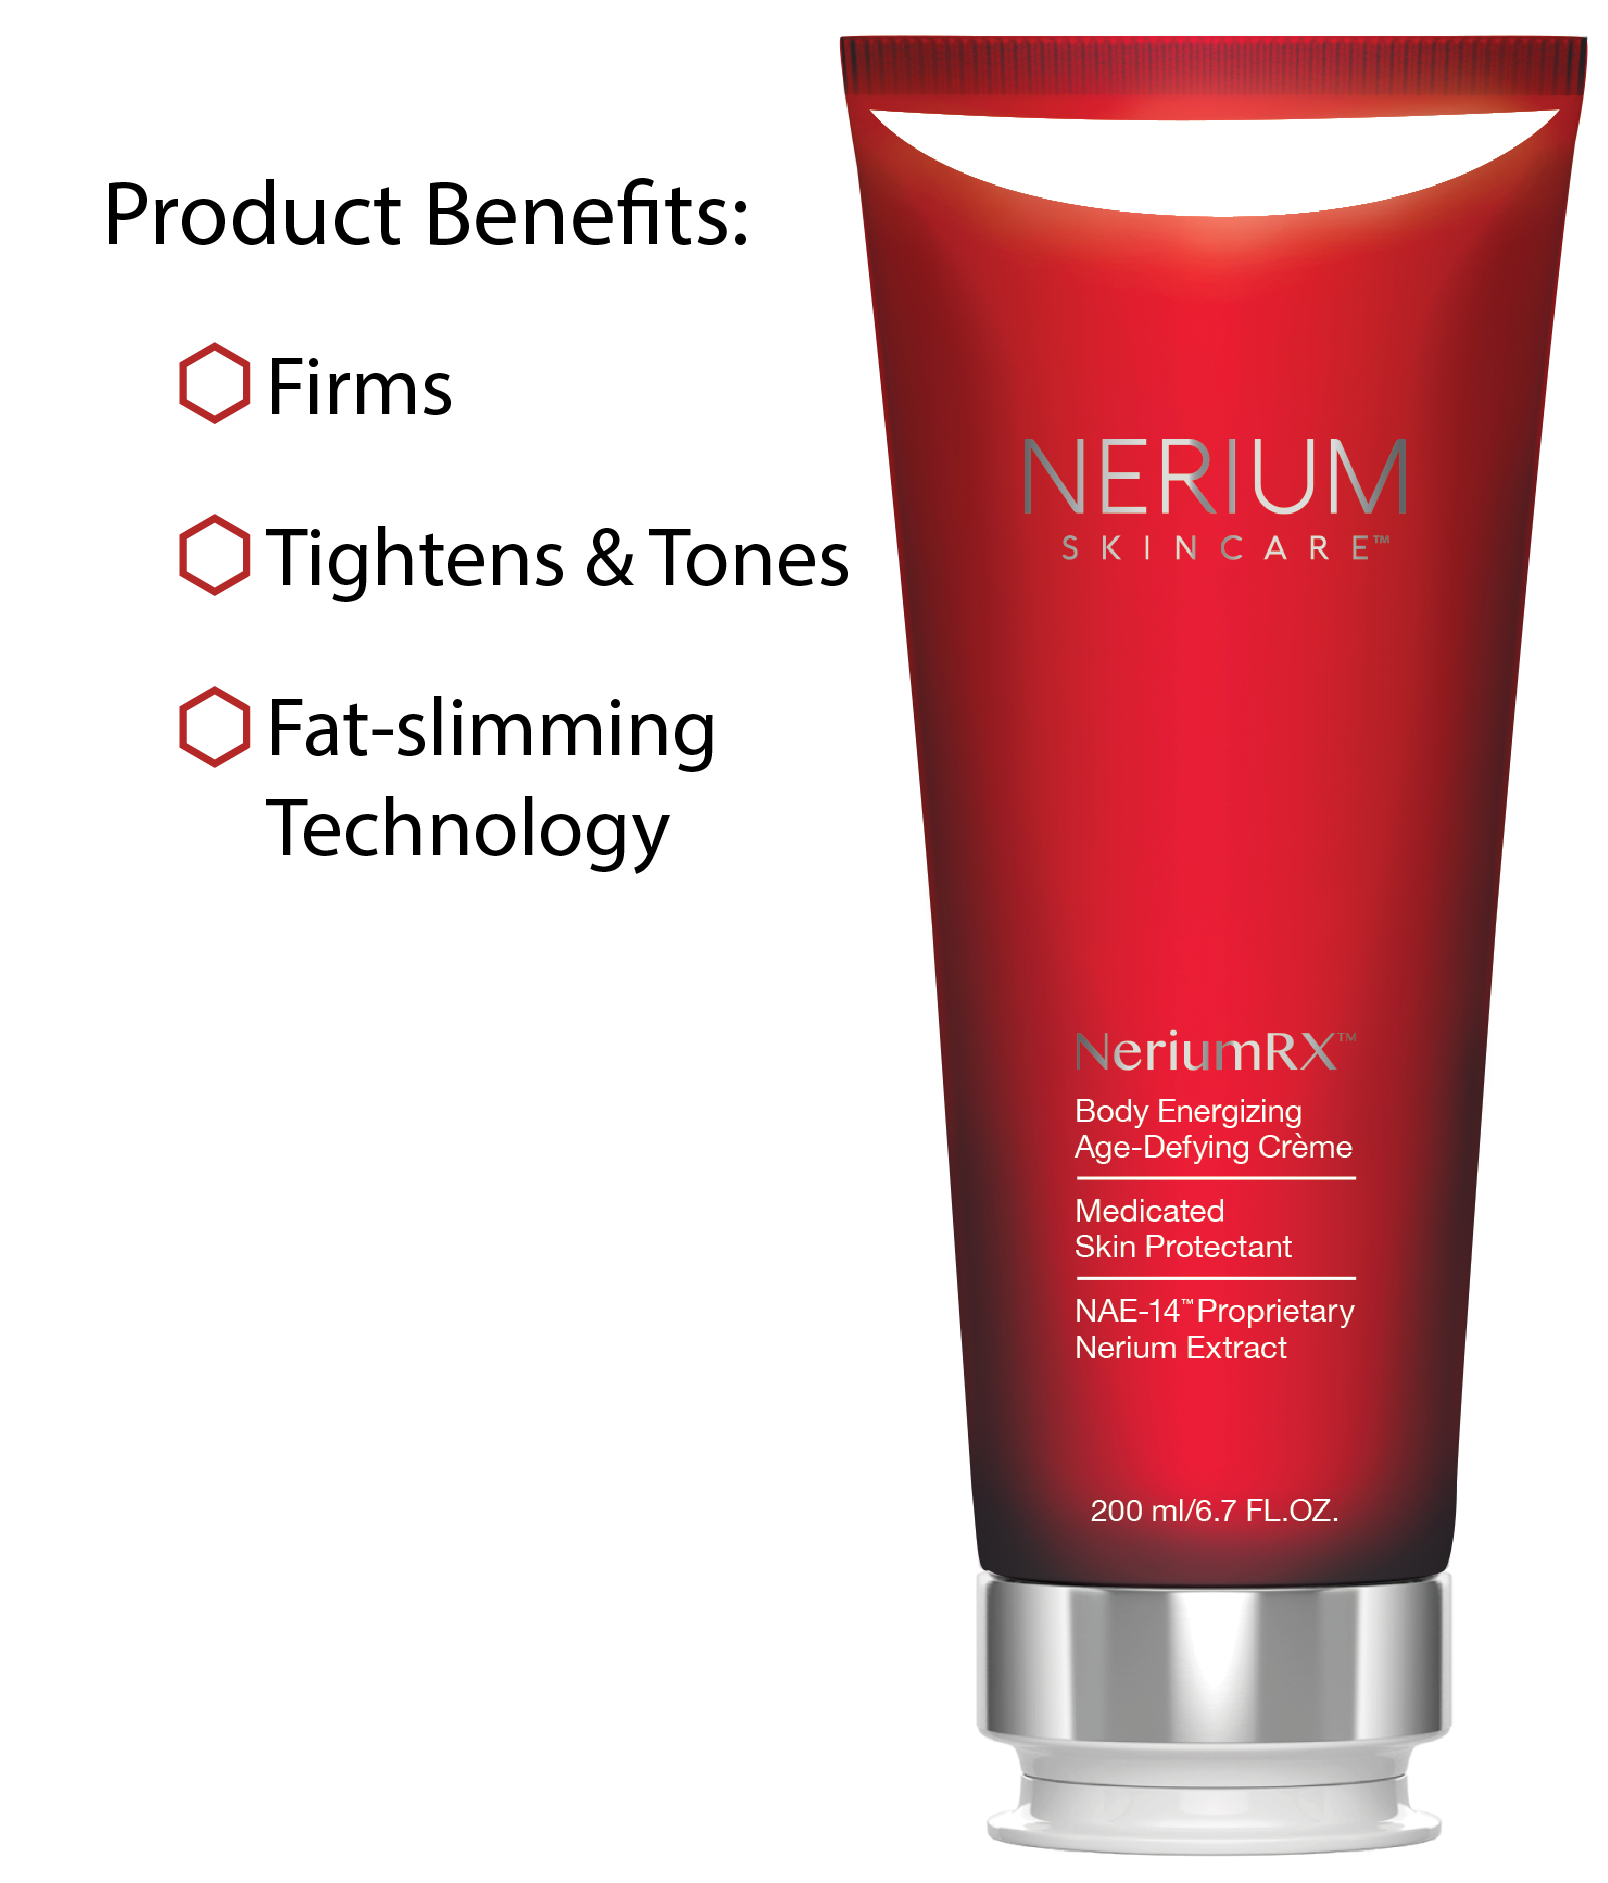 Product Benefits:
Firms
Tightens & Tones
Fat-slimming
Technology
NERIUM
SKINCARE™
NeriumRX™
Body Energizing
Age-Defying Crème
Medicated
Skin Protectant
NAE-14™ Proprietary
Nerium Extract
200 ml/6.7 FL.OZ.